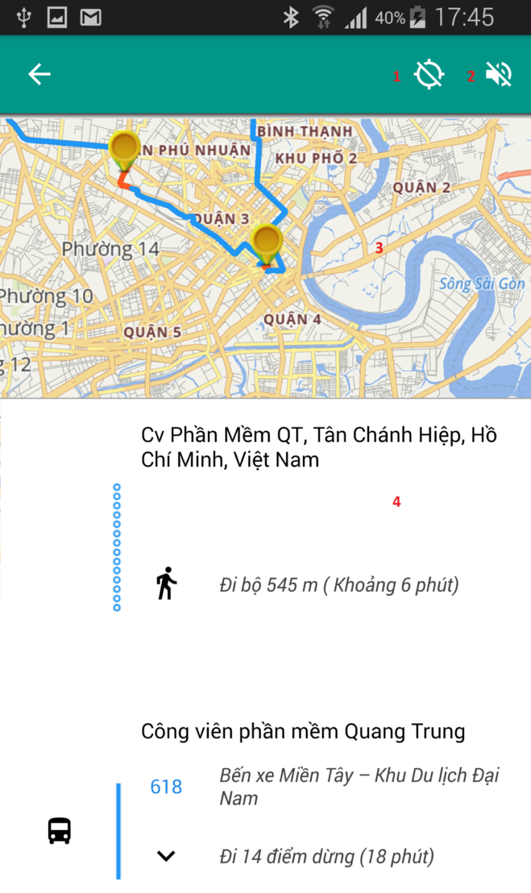 40% 17:45
1 2
BÌNH THẠNH
N PHÚ NHUẬN
KHU PHỐ 2
QUẬN 2
QUẬN 3
3
Phường 14
Sông Sài Gòn
Phường 10
QUẬN 4
hường 1
QUẬN 5
12
Cv Phần Mềm QT, Tân Chánh Hiệp, Hồ
Chí Minh, Việt Nam
4
Đi bộ 545 m ( Khoảng 6 phút)
Công viên phần mềm Quang Trung
618
Bến xe Miền Tây – Khu Du lịch Đại
Nam
Đi 14 điểm dừng (18 phút)